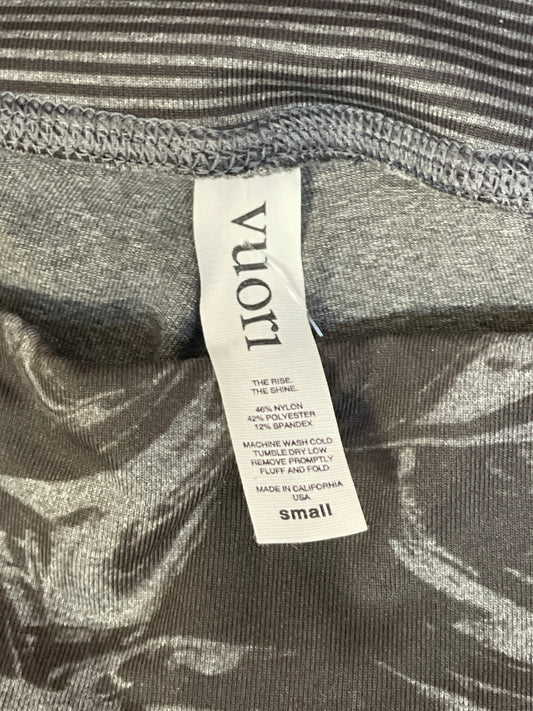 vuori
THE RISE.
THE SHINE.
46% NYLON
42% POLYESTER
12% SPANDEX
MACHINE WASH COLD
TUMBLE DRY LOW
REMOVE PROMPTLY
FLUFF AND FOLD
MADE IN CALIFORNIA
USA
small